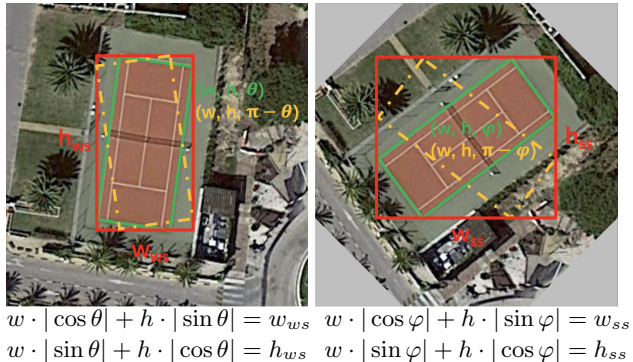 (w, h, θ)
(w, h, π − θ)
h_ws
w_ws
(w, h, φ)
(w, h, π − φ)
h_ss
w_ss
w · | cos θ| + h · | sin θ| = w_ws
w · | sin θ| + h · | cos θ| = h_ws
w · | cos φ| + h · | sin φ| = w_ss
w · | sin φ| + h · | cos φ| = h_ss